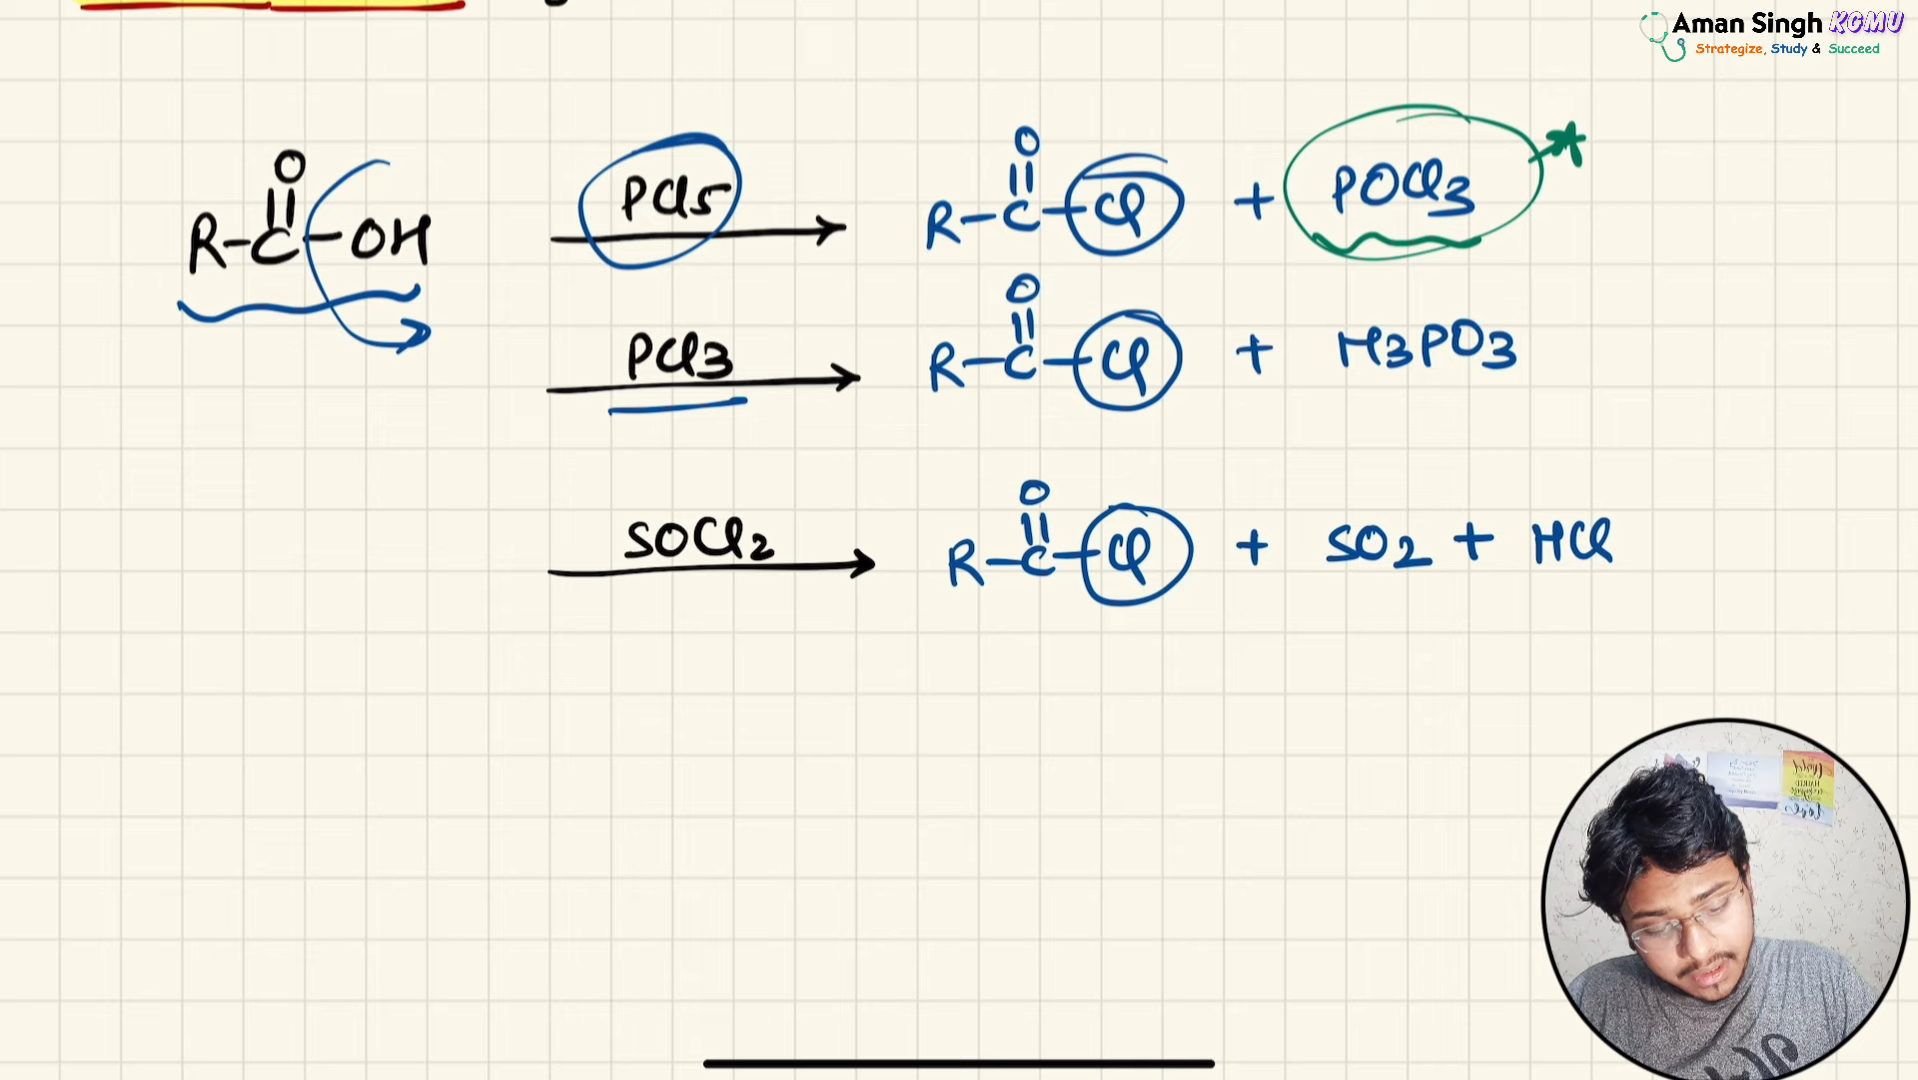 Aman Singh KGMU
Strategize, Study & Succeed
O
R-C-OH
PCl5
O
R-C-Cl + POCl3
PCl3
O
R-C-Cl + H3PO3
SOCl2
O
R-C-Cl + SO2 + HCl